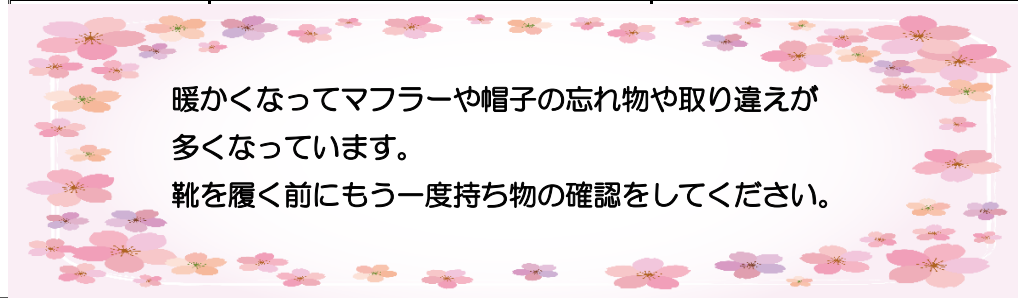 暖かくなってマフラーや帽子の忘れ物や取り違えが
多くなっています。
靴を履く前にもう一度持ち物の確認をしてください。